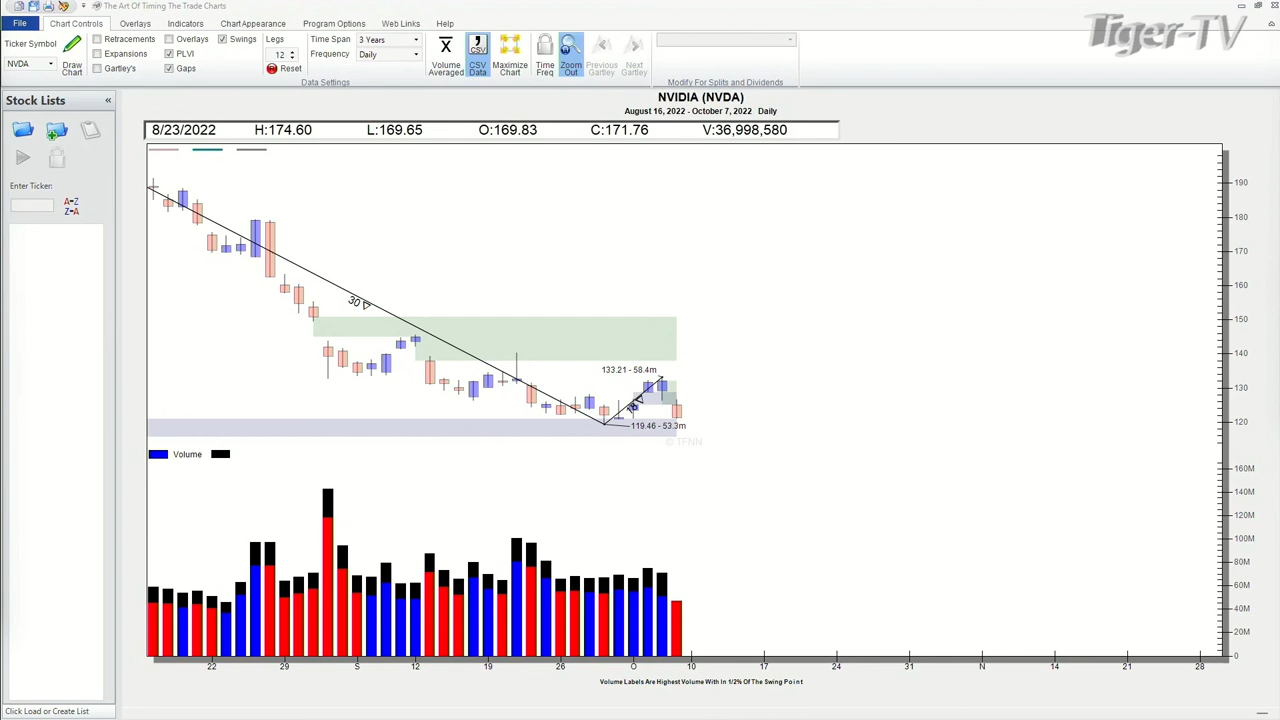 The Art Of Timing The Trade Charts
Tiger-TV
File
Chart Controls
Overlays
Indicators
Chart Appearance
Program Options
Web Links
Help
Ticker Symbol
NVDA
Draw
Chart
Retracements
Overlays
Swings
Expansions
PLVI
Gartley's
Gaps
Legs
12
Reset
Time Span
3 Years
Frequency
Daily
Data Settings
Volume
Averaged
CSV
CSV
Data
Maximize
Chart
Time
Freq
Zoom
Out
Previous
Gartley
Next
Gartley
Modify For Splits and Dividends
Stock Lists
«
Enter Ticker:
A-Z
Z-A
NVIDIA (NVDA)
August 16, 2022 - October 7, 2022 Daily
8/23/2022 H:174.60 L:169.65 O:169.83 C:171.76 V:36,998,580
190
180
170
160
150
140
130
120
30
133.21 - 58.4m
119.46 - 53.3m
© TFNN
Volume
160M
140M
120M
100M
80M
60M
40M
20M
0
22 29 S 12 19 26 O 10 17 24 31 N 14 21 28
Volume Labels Are Highest Volume With In 1/2% Of The Swing Point
Click Load or Create List